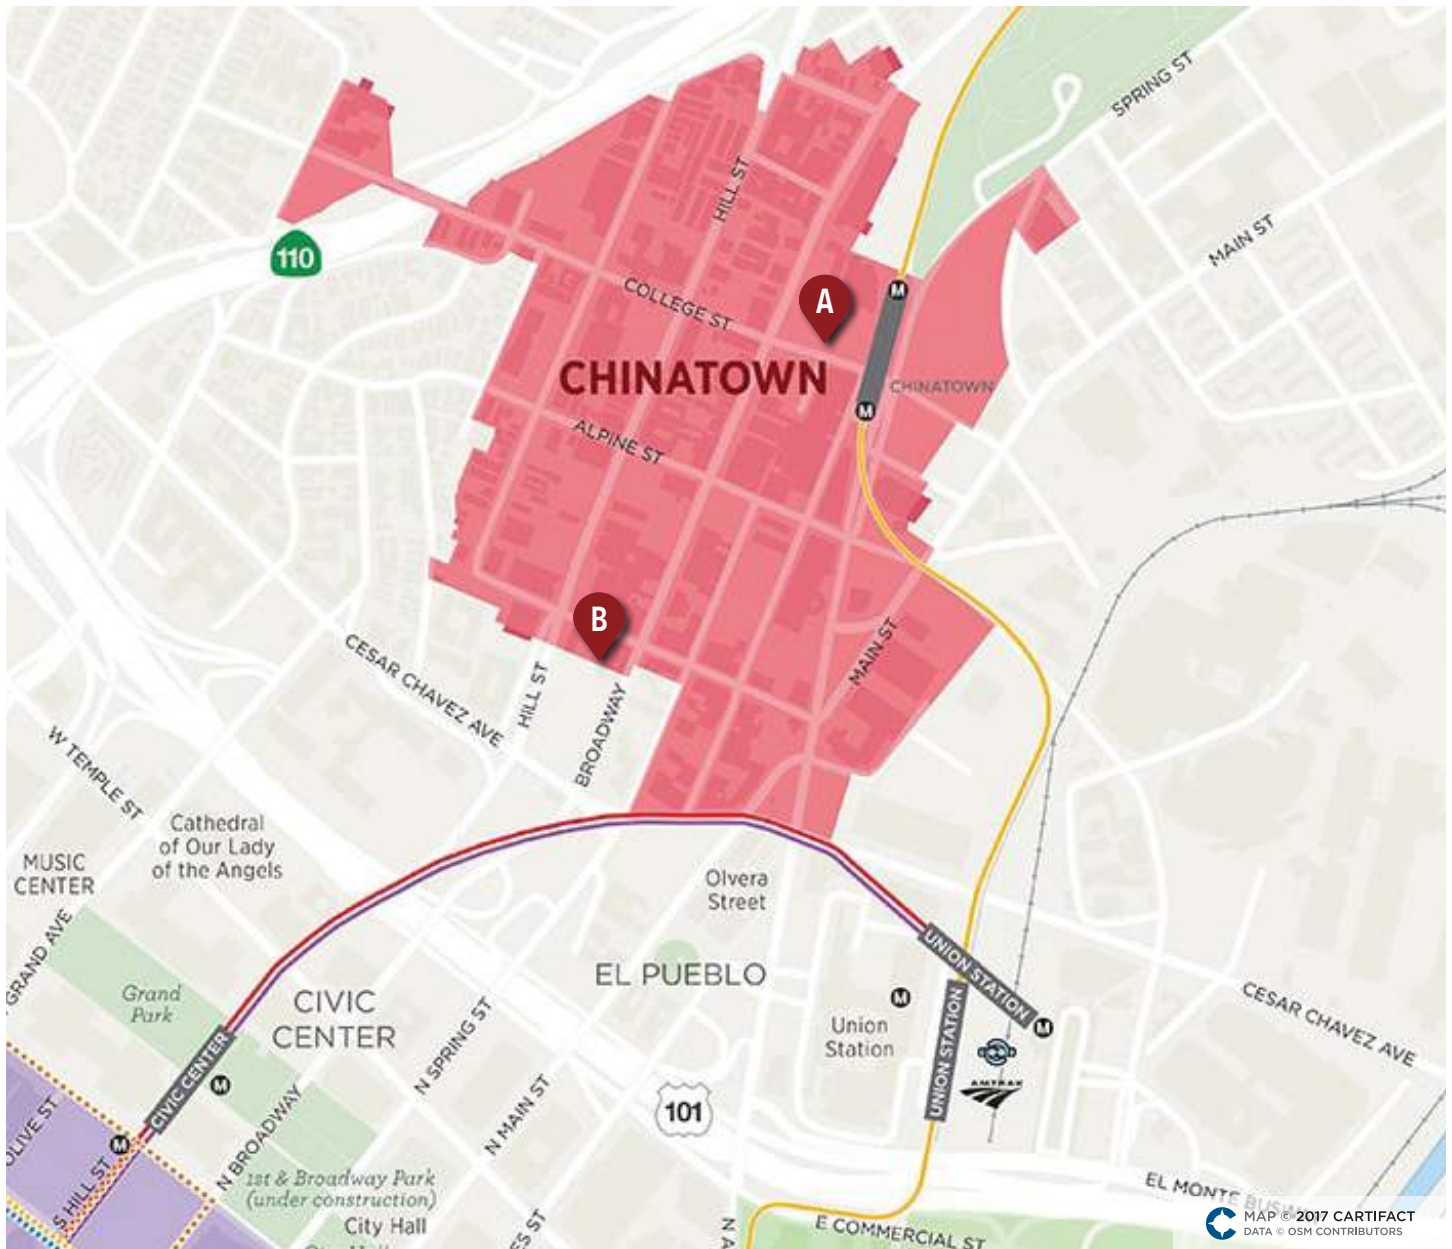 SPRING ST
HILL ST
MAIN ST
110
COLLEGE ST
A
M
CHINATOWN
CHINATOWN
M
ALPINE ST
B
CESAR CHAVEZ AVE
HILL ST
BROADWAY
MAIN ST
W TEMPLE ST
Cathedral
of Our Lady
of the Angels
MUSIC
CENTER
Olvera
Street
GRAND AVE
UNION STATION
EL PUEBLO
Grand
Park
CIVIC
CENTER
M
Union
Station
UNION STATION
M
CESAR CHAVEZ AVE
AMTRAK
CIVIC CENTER
M
N SPRING ST
N MAIN ST
101
OLIVE ST
M
S HILL ST
N BROADWAY
1st & Broadway Park
(under construction)
City Hall
EL MONTE
E COMMERCIAL ST
MAP © 2017 CARTIFACT
DATA © OSM CONTRIBUTORS